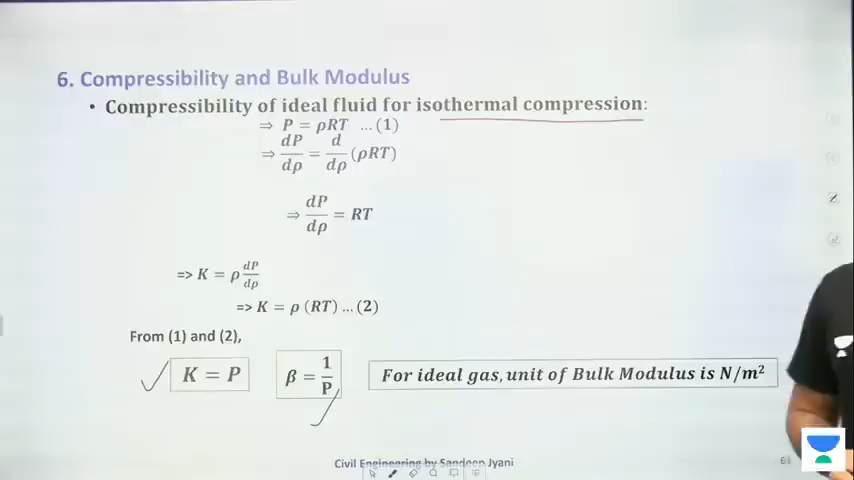 6. Compressibility and Bulk Modulus
• Compressibility of ideal fluid for isothermal compression:
⇒ P = ρRT ...(1)
⇒ dP/dρ = d/dρ (ρRT)
⇒ dP/dρ = RT
=> K = ρ dP/dρ
=> K = ρ (RT) ...(2)
From (1) and (2),
K = P β = 1/P For ideal gas, unit of Bulk Modulus is N/m²
Civil Engineering by Sandeep Jyani